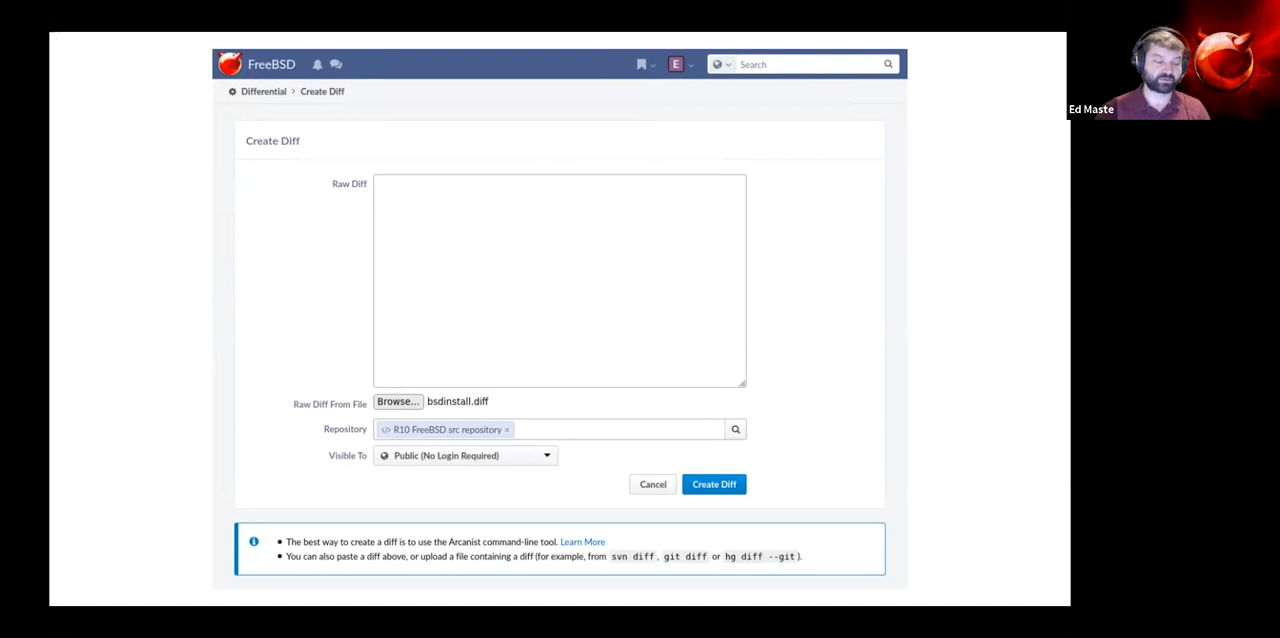 FreeBSD
E
Search
Ed Maste
Differential > Create Diff
Create Diff
Raw Diff
Raw Diff From File Browse... bsdinstall.diff
Repository </> R10 FreeBSD src repository ×
Visible To Public (No Login Required)
Cancel Create Diff
• The best way to create a diff is to use the Arcanist command-line tool. Learn More
• You can also paste a diff above, or upload a file containing a diff (for example, from svn diff, git diff or hg diff --git).